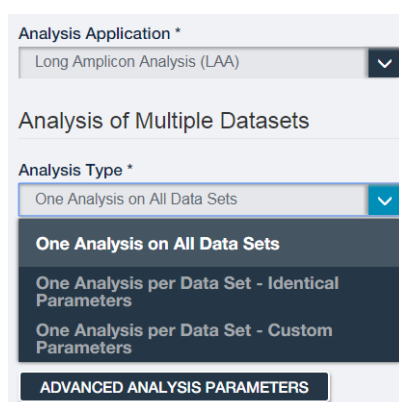 Analysis Application *
Long Amplicon Analysis (LAA)
Analysis of Multiple Datasets
Analysis Type *
One Analysis on All Data Sets
One Analysis on All Data Sets
One Analysis per Data Set - Identical
Parameters
One Analysis per Data Set - Custom
Parameters
ADVANCED ANALYSIS PARAMETERS